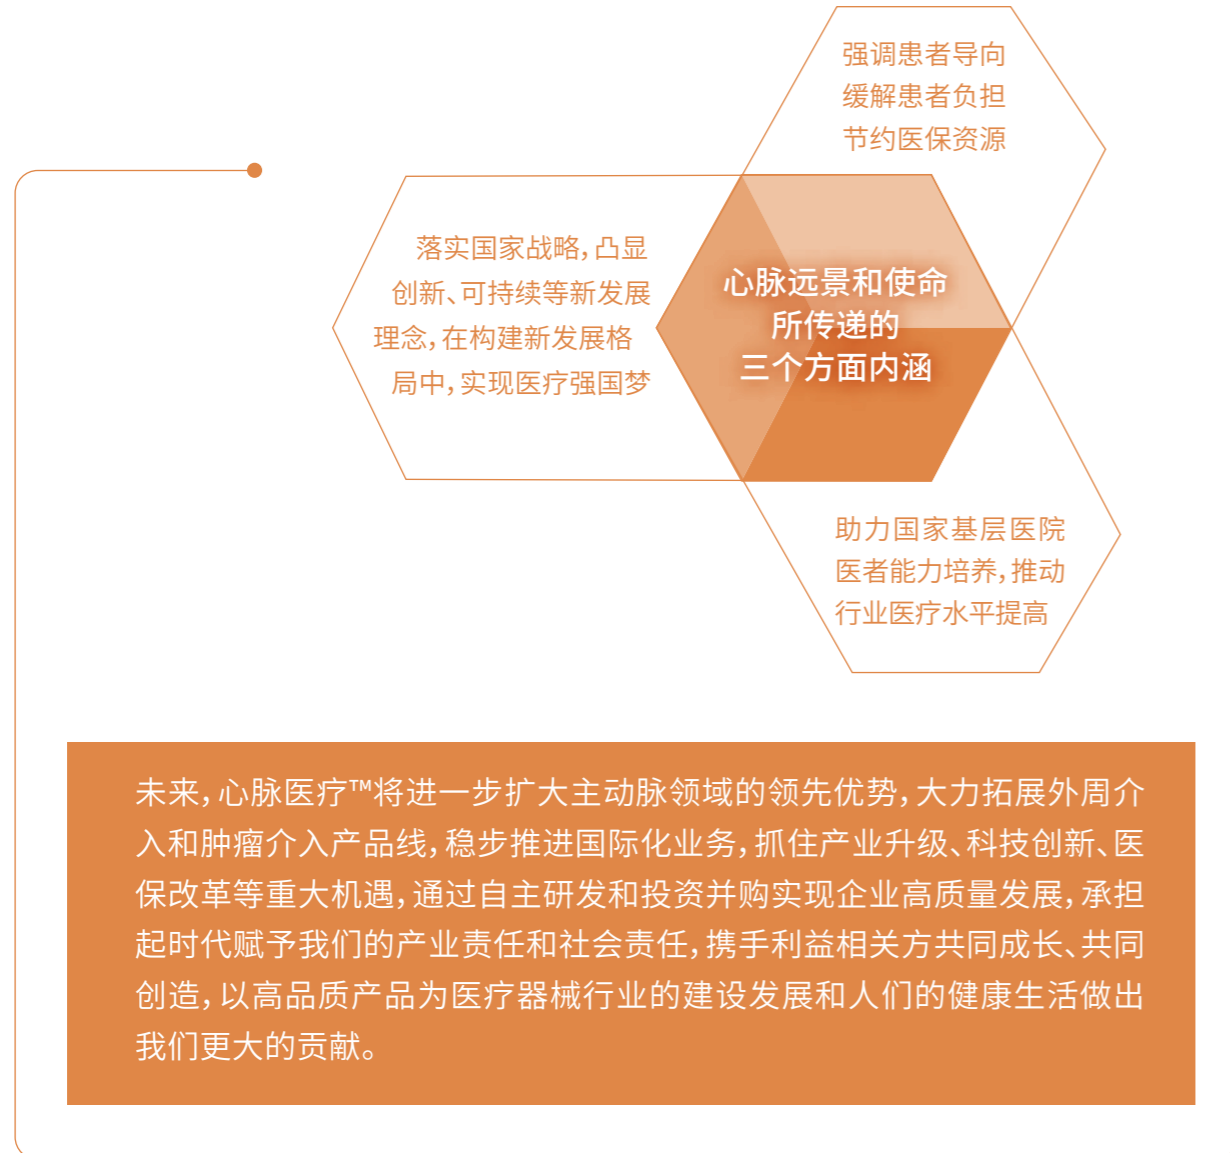 强调患者导向
缓解患者负担
节约医保资源
落实国家战略，凸显
创新、可持续等新发展
理念，在构建新发展格
局中，实现医疗强国梦
心脉远景和使命
所传递的
三个方面内涵
助力国家基层医院
医者能力培养，推动
行业医疗水平提高
未来，心脉医疗™将进一步扩大主动脉领域的领先优势，大力拓展外周介
入和肿瘤介入产品线，稳步推进国际化业务，抓住产业升级、科技创新、医
保改革等重大机遇，通过自主研发和投资并购实现企业高质量发展，承担
起时代赋予我们的产业责任和社会责任，携手利益相关方共同成长、共同
创造，以高品质产品为医疗器械行业的建设发展和人们的健康生活做出
我们更大的贡献。